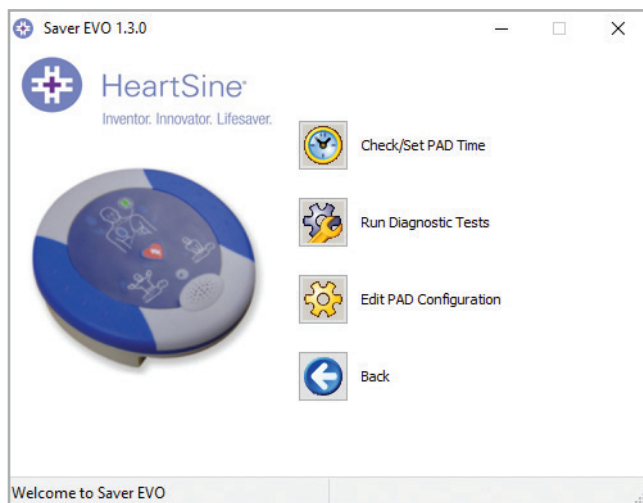 Saver EVO 1.3.0
HeartSine
Inventor. Innovator. Lifesaver.
Check/Set PAD Time
Run Diagnostic Tests
Edit PAD Configuration
Back
Welcome to Saver EVO